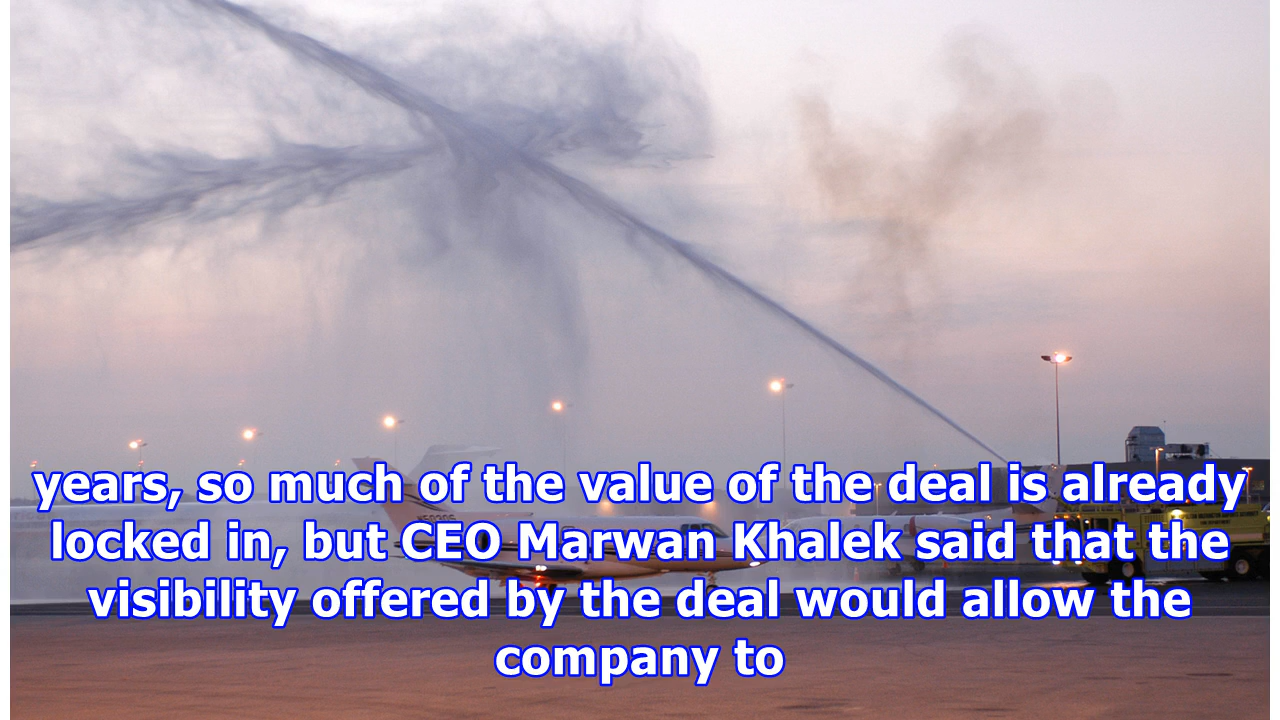 years, so much of the value of the deal is already
locked in, but CEO Marwan Khalek said that the
visibility offered by the deal would allow the
company to